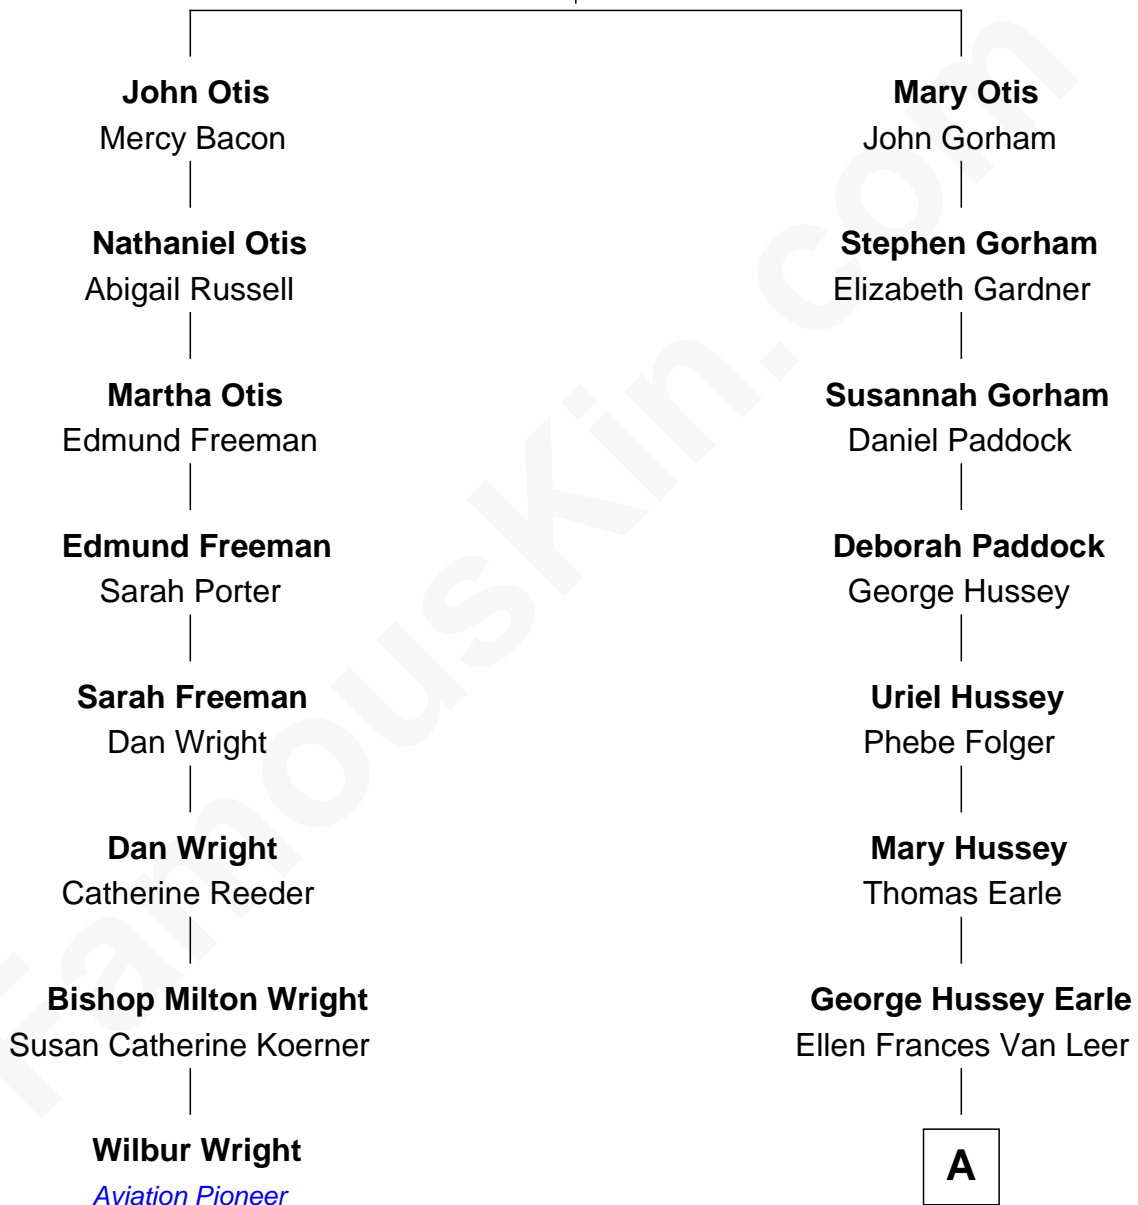 John Otis
Mercy Bacon
Mary Otis
John Gorham
Nathaniel Otis
Abigail Russell
Stephen Gorham
Elizabeth Gardner
Martha Otis
Edmund Freeman
Susannah Gorham
Daniel Paddock
Edmund Freeman
Sarah Porter
Deborah Paddock
George Hussey
Sarah Freeman
Dan Wright
Uriel Hussey
Phebe Folger
Dan Wright
Catherine Reeder
Mary Hussey
Thomas Earle
Bishop Milton Wright
Susan Catherine Koerner
George Hussey Earle
Ellen Frances Van Leer
Wilbur Wright
Aviation Pioneer
A
FamousKin.com